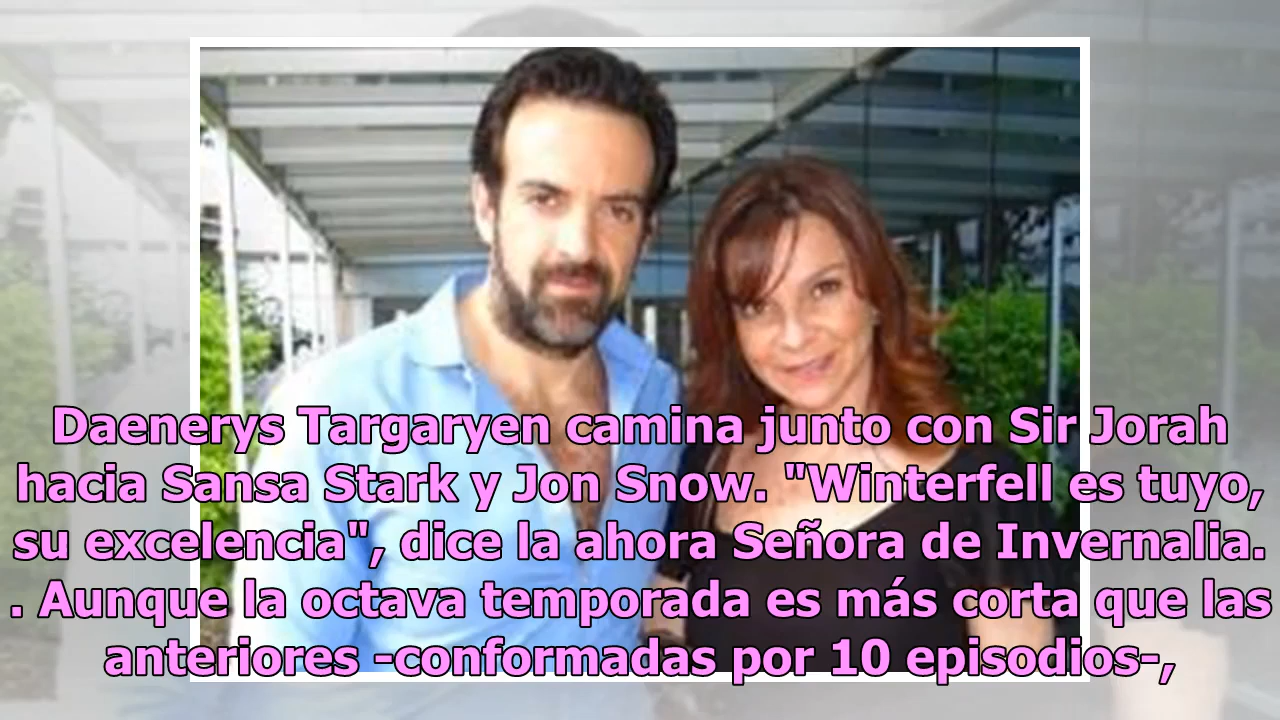 Daenerys Targaryen camina junto con Sir Jorah
hacia Sansa Stark y Jon Snow. "Winterfell es tuyo,
su excelencia", dice la ahora Señora de Invernalia.
. Aunque la octava temporada es más corta que las
anteriores -conformadas por 10 episodios-,